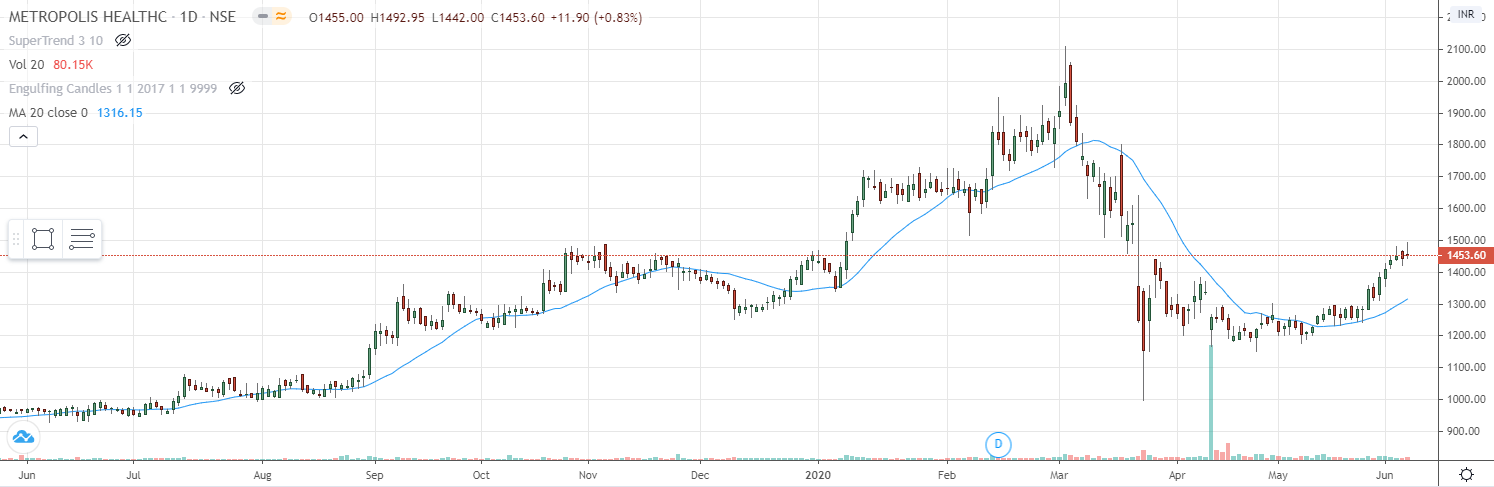 METROPOLIS HEALTHC · 1D · NSE O1455.00 H1492.95 L1442.00 C1453.60 +11.90 (+0.83%)
INR
SuperTrend 3 10
Vol 20 80.15K
Engulfing Candles 1 1 2017 1 1 9999
MA 20 close 0 1316.15
2100.00
2000.00
1900.00
1800.00
1700.00
1600.00
1500.00
1453.60
1400.00
1300.00
1200.00
1100.00
1000.00
900.00
D
Jun Jul Aug Sep Oct Nov Dec 2020 Feb Mar Apr May Jun